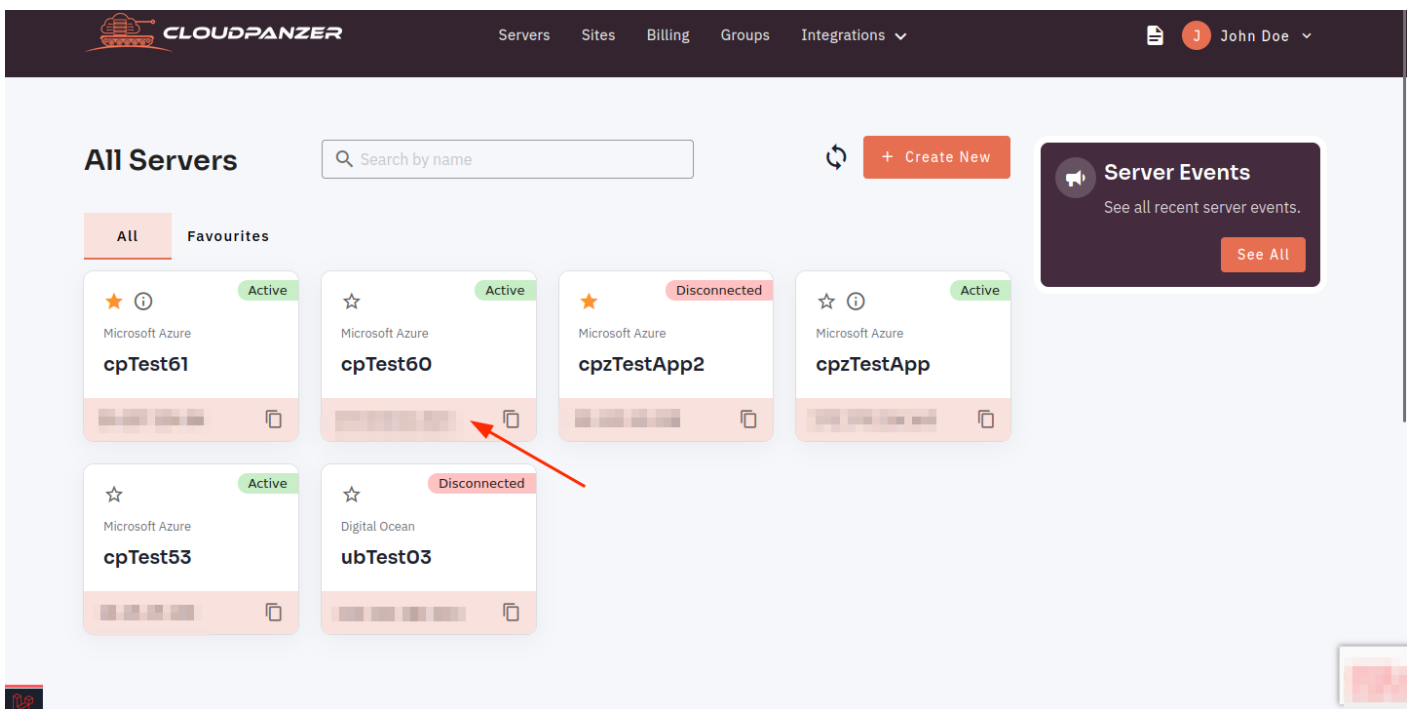 CLOUDPANZER Servers Sites Billing Groups Integrations J John Doe
All Servers Search by name + Create New
All Favourites
Server Events
See all recent server events.
See All
Active
Microsoft Azure
cpTest61
Active
Microsoft Azure
cpTest60
Disconnected
Microsoft Azure
cpzTestApp2
Active
Microsoft Azure
cpzTestApp
Active
Microsoft Azure
cpTest53
Disconnected
Digital Ocean
ubTest03